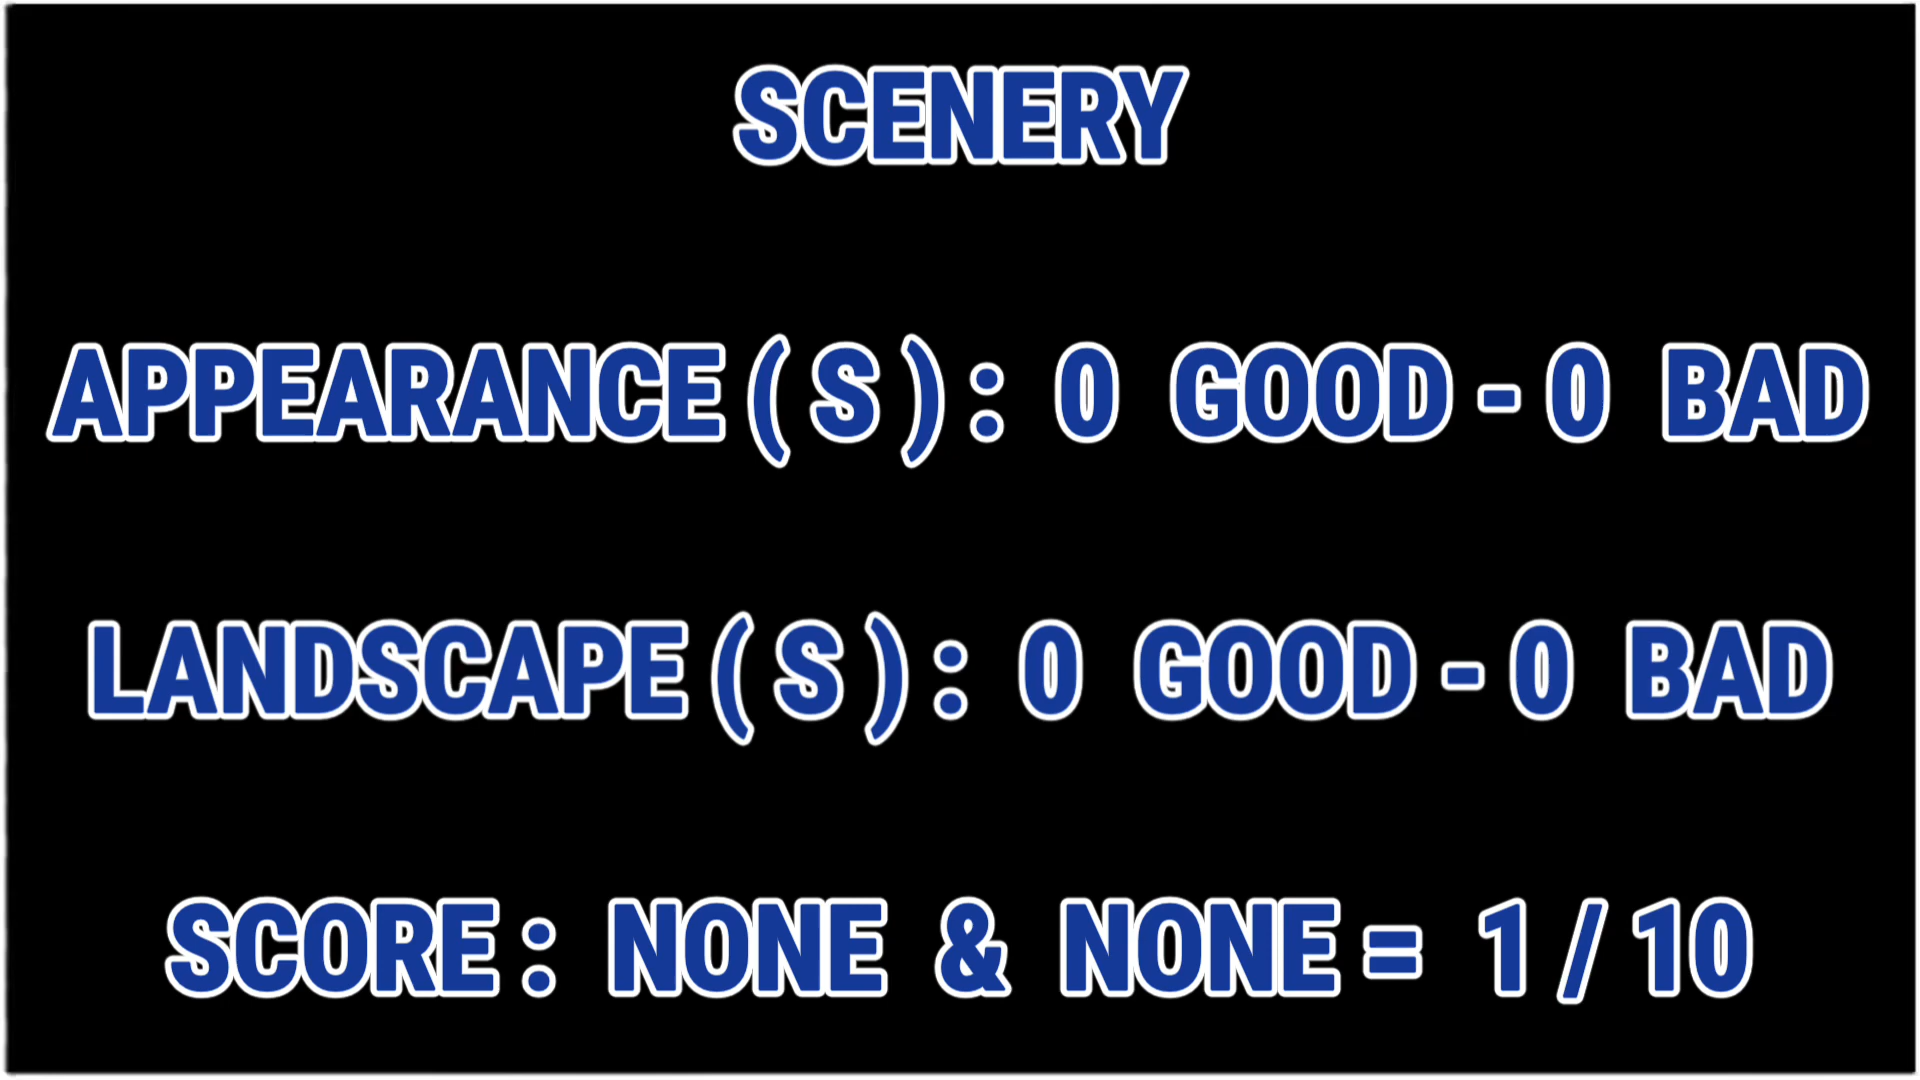 SCENERY
APPEARANCE(S): 0 GOOD - 0 BAD
LANDSCAPE(S): 0 GOOD - 0 BAD
SCORE: NONE & NONE = 1/10